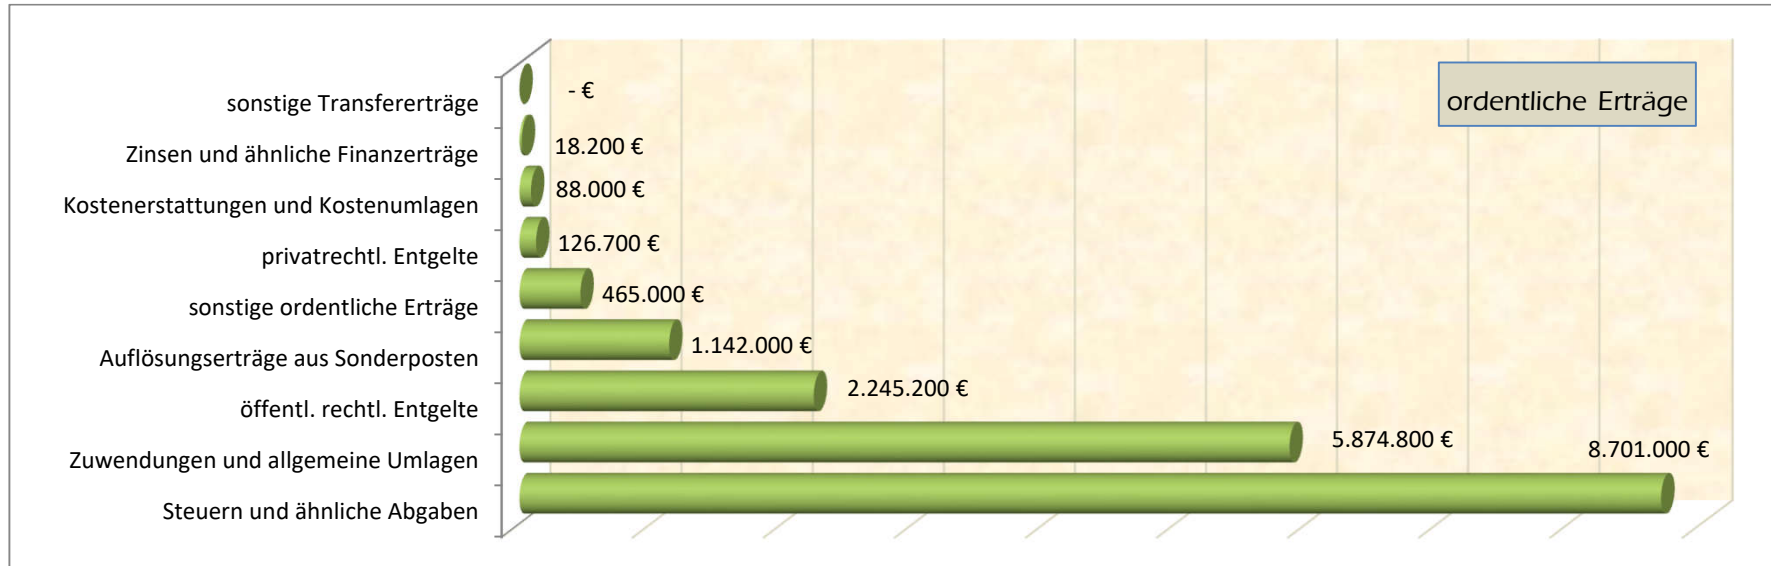 ordentliche Erträge
sonstige Transfererträge - €
Zinsen und ähnliche Finanzerträge 18.200 €
Kostenerstattungen und Kostenumlagen 88.000 €
privatrechtl. Entgelte 126.700 €
sonstige ordentliche Erträge 465.000 €
Auflösungserträge aus Sonderposten 1.142.000 €
öffentl. rechtl. Entgelte 2.245.200 €
Zuwendungen und allgemeine Umlagen 5.874.800 €
Steuern und ähnliche Abgaben 8.701.000 €